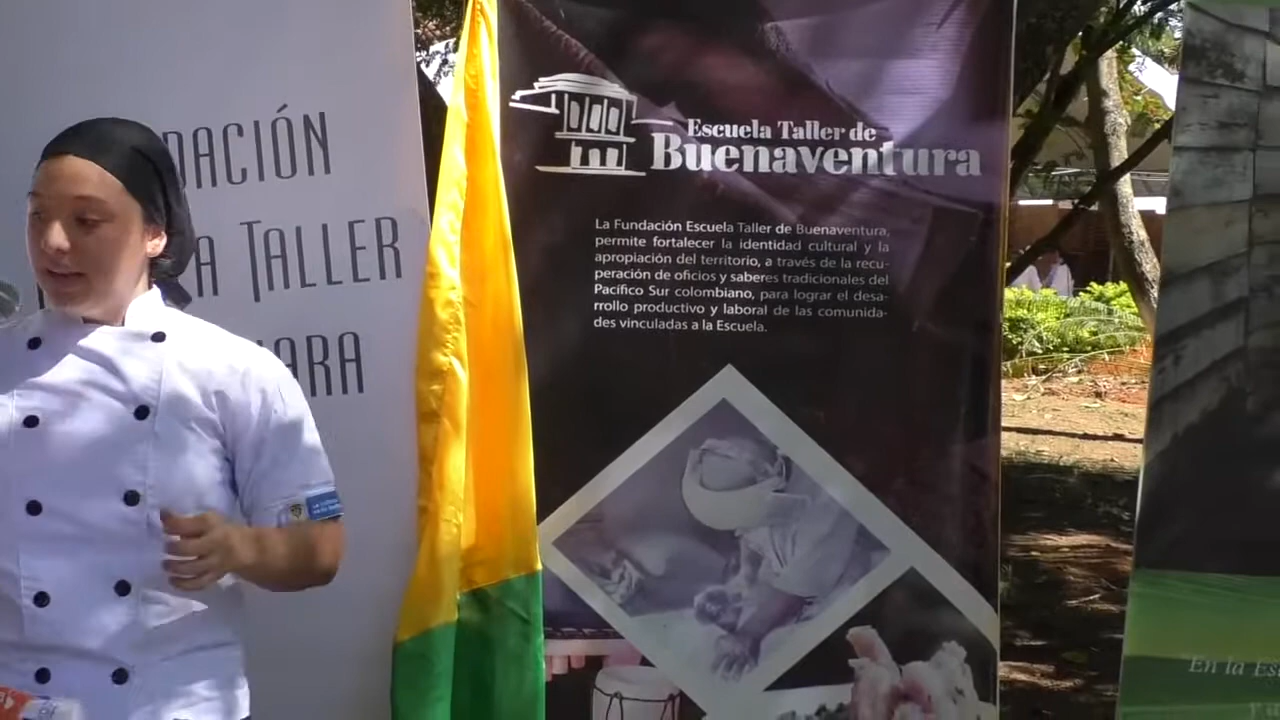 DACIÓN
A TALLER
ARA
Escuela Taller de
Buenaventura
La Fundación Escuela Taller de Buenaventura,
permite fortalecer la identidad cultural y la
apropiación del territorio, a través de la recu-
peración de oficios y saberes tradicionales del
Pacífico Sur colombiano, para lograr el desa-
rrollo productivo y laboral de las comunida-
des vinculadas a la Escuela.
"En la Es